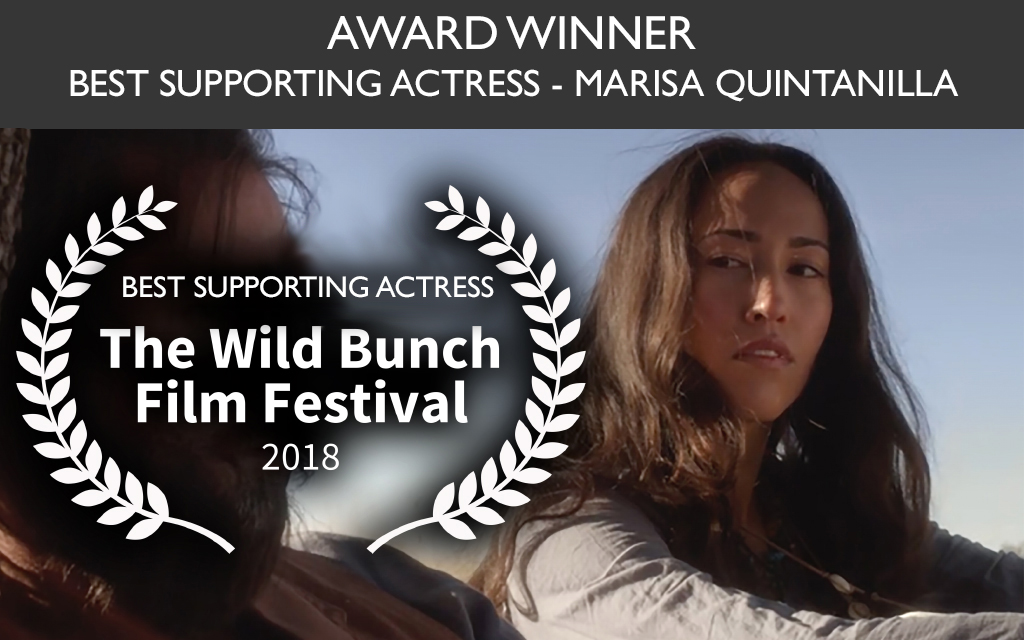 AWARD WINNER
BEST SUPPORTING ACTRESS - MARISA QUINTANILLA
BEST SUPPORTING ACTRESS
The Wild Bunch
Film Festival
2018